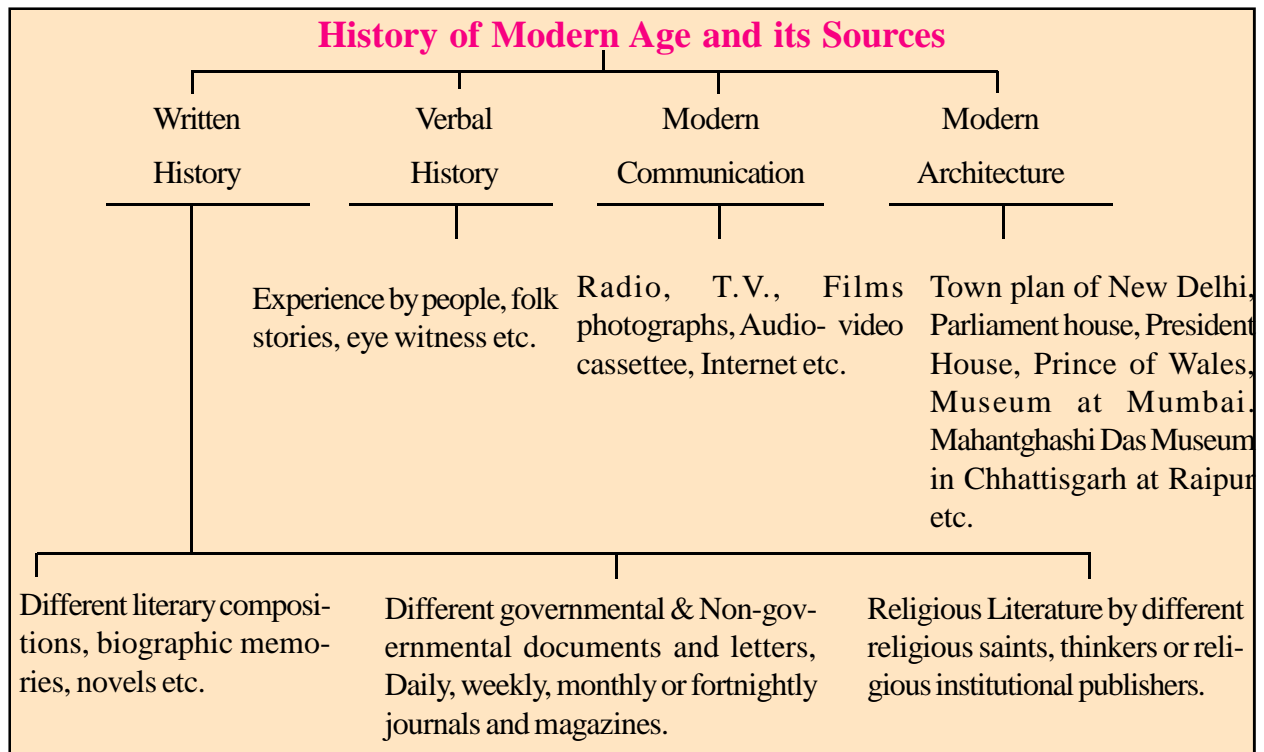 History of Modern Age and its Sources
Written
History
Verbal
History
Modern
Communication
Modern
Architecture
Experience by people, folk
stories, eye witness etc.
Radio, T.V., Films
photographs, Audio- video
cassettee, Internet etc.
Town plan of New Delhi,
Parliament house, President
House, Prince of Wales,
Museum at Mumbai.
Mahantghashi Das Museum
in Chhattisgarh at Raipur
etc.
Different literary composi-
tions, biographic memo-
ries, novels etc.
Different governmental & Non-gov-
ernmental documents and letters,
Daily, weekly, monthly or fortnightly
journals and magazines.
Religious Literature by different
religious saints, thinkers or reli-
gious institutional publishers.